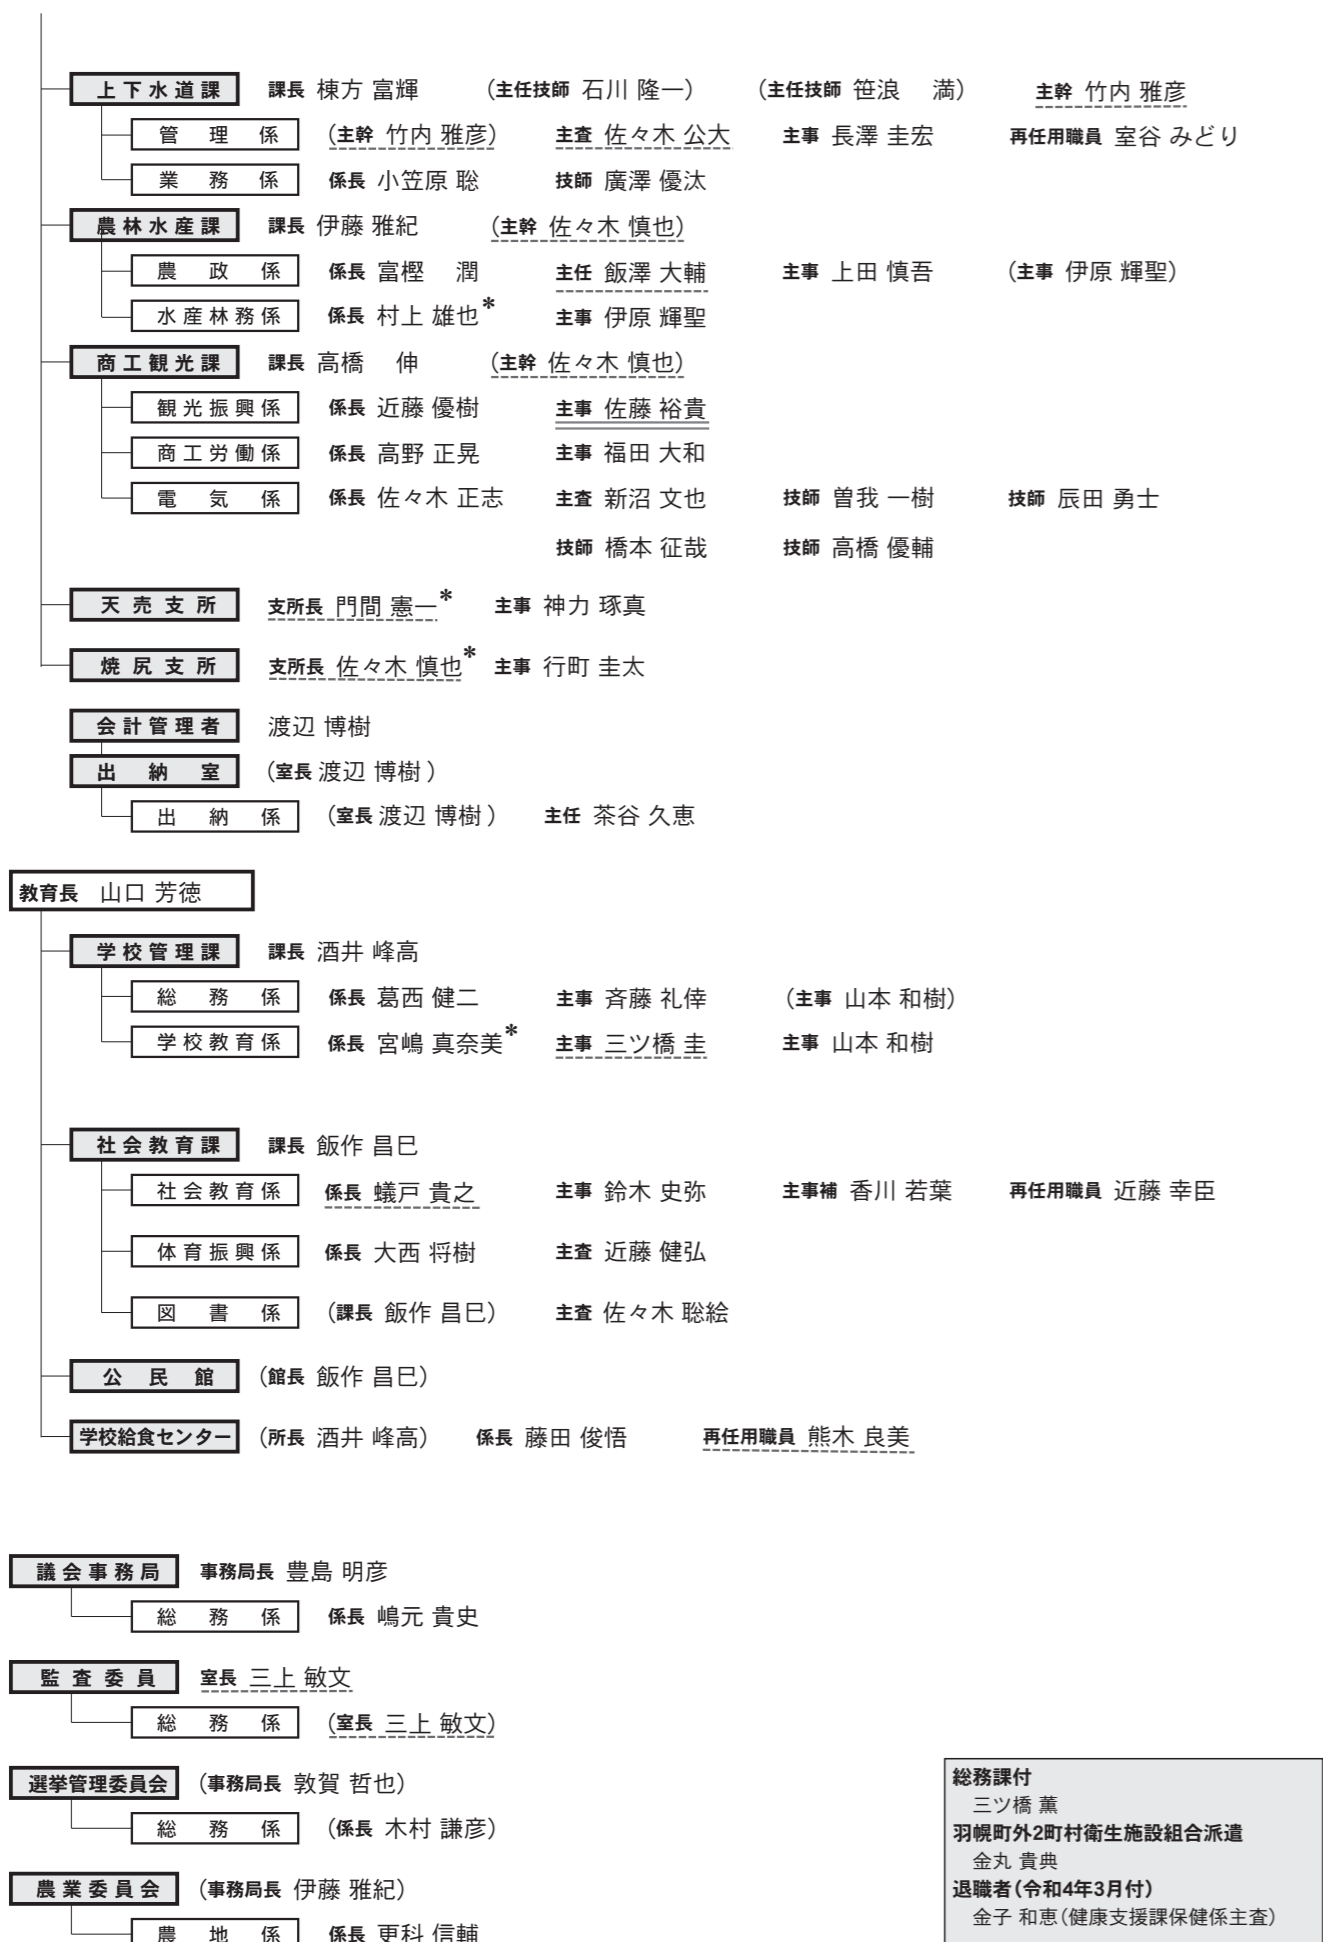 上下水道課 課長 棟方 富輝 （主任技師 石川 隆一） （主任技師 笹浪 満） 主幹 竹内 雅彦
管理係 （主幹 竹内 雅彦） 主査 佐々木 公大 主事 長澤 圭宏 再任用職員 室谷 みどり
業務係 係長 小笠原 聡 技師 廣澤 優汰
農林水産課 課長 伊藤 雅紀 （主幹 佐々木 慎也）
農政係 係長 富樫 潤 主任 飯澤 大輔 主事 上田 慎吾 （主事 伊原 輝聖）
水産林務係 係長 村上 雄也* 主事 伊原 輝聖
商工観光課 課長 高橋 伸 （主幹 佐々木 慎也）
観光振興係 係長 近藤 優樹 主事 佐藤 裕貴
商工労働係 係長 高野 正晃 主事 福田 大和
電気係 係長 佐々木 正志 主査 新沼 文也 技師 曽我 一樹 技師 辰田 勇士
技師 橋本 征哉 技師 高橋 優輔
天売支所 支所長 門間 憲一* 主事 神力 琢真
焼尻支所 支所長 佐々木 慎也* 主事 行町 圭太
会計管理者 渡辺 博樹
出納室 （室長 渡辺 博樹）
出納係 （室長 渡辺 博樹） 主任 茶谷 久恵
教育長 山口 芳徳
学校管理課 課長 酒井 峰高
総務係 係長 葛西 健二 主事 斉藤 礼倖 （主事 山本 和樹）
学校教育係 係長 宮嶋 真奈美* 主事 三ツ橋 圭 主事 山本 和樹
社会教育課 課長 飯作 昌巳
社会教育係 係長 蟻戸 貴之 主事 鈴木 史弥 主事補 香川 若葉 再任用職員 近藤 幸臣
体育振興係 係長 大西 将樹 主査 近藤 健弘
図書係 （課長 飯作 昌巳） 主査 佐々木 聡絵
公民館 （館長 飯作 昌巳）
学校給食センター （所長 酒井 峰高） 係長 藤田 俊悟 再任用職員 熊木 良美
議会事務局 事務局長 豊島 明彦
総務係 係長 嶋元 貴史
監査委員 室長 三上 敏文
総務係 （室長 三上 敏文）
選挙管理委員会 （事務局長 敦賀 哲也）
総務係 （係長 木村 謙彦）
農業委員会 （事務局長 伊藤 雅紀）
農地係 係長 更科 信輔
総務課付
三ツ橋 薫
羽幌町外2町村衛生施設組合派遣
金丸 貴典
退職者（令和4年3月付）
金子 和恵（健康支援課保健係主査）